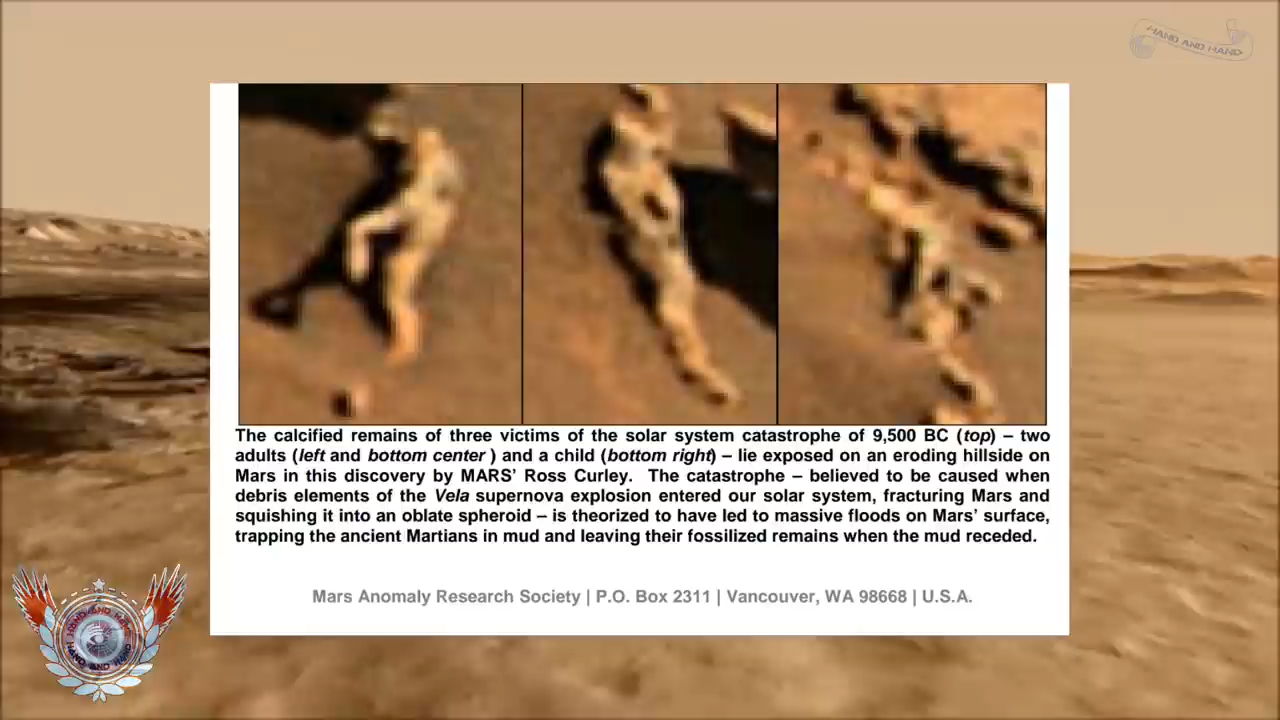 HAND AND HAND
The calcified remains of three victims of the solar system catastrophe of 9,500 BC (top) – two
adults (left and bottom center ) and a child (bottom right) – lie exposed on an eroding hillside on
Mars in this discovery by MARS’ Ross Curley.  The catastrophe – believed to be caused when
debris elements of the Vela supernova explosion entered our solar system, fracturing Mars and
squishing it into an oblate spheroid – is theorized to have led to massive floods on Mars’ surface,
trapping the ancient Martians in mud and leaving their fossilized remains when the mud receded.
Mars Anomaly Research Society | P.O. Box 2311 | Vancouver, WA 98668 | U.S.A.